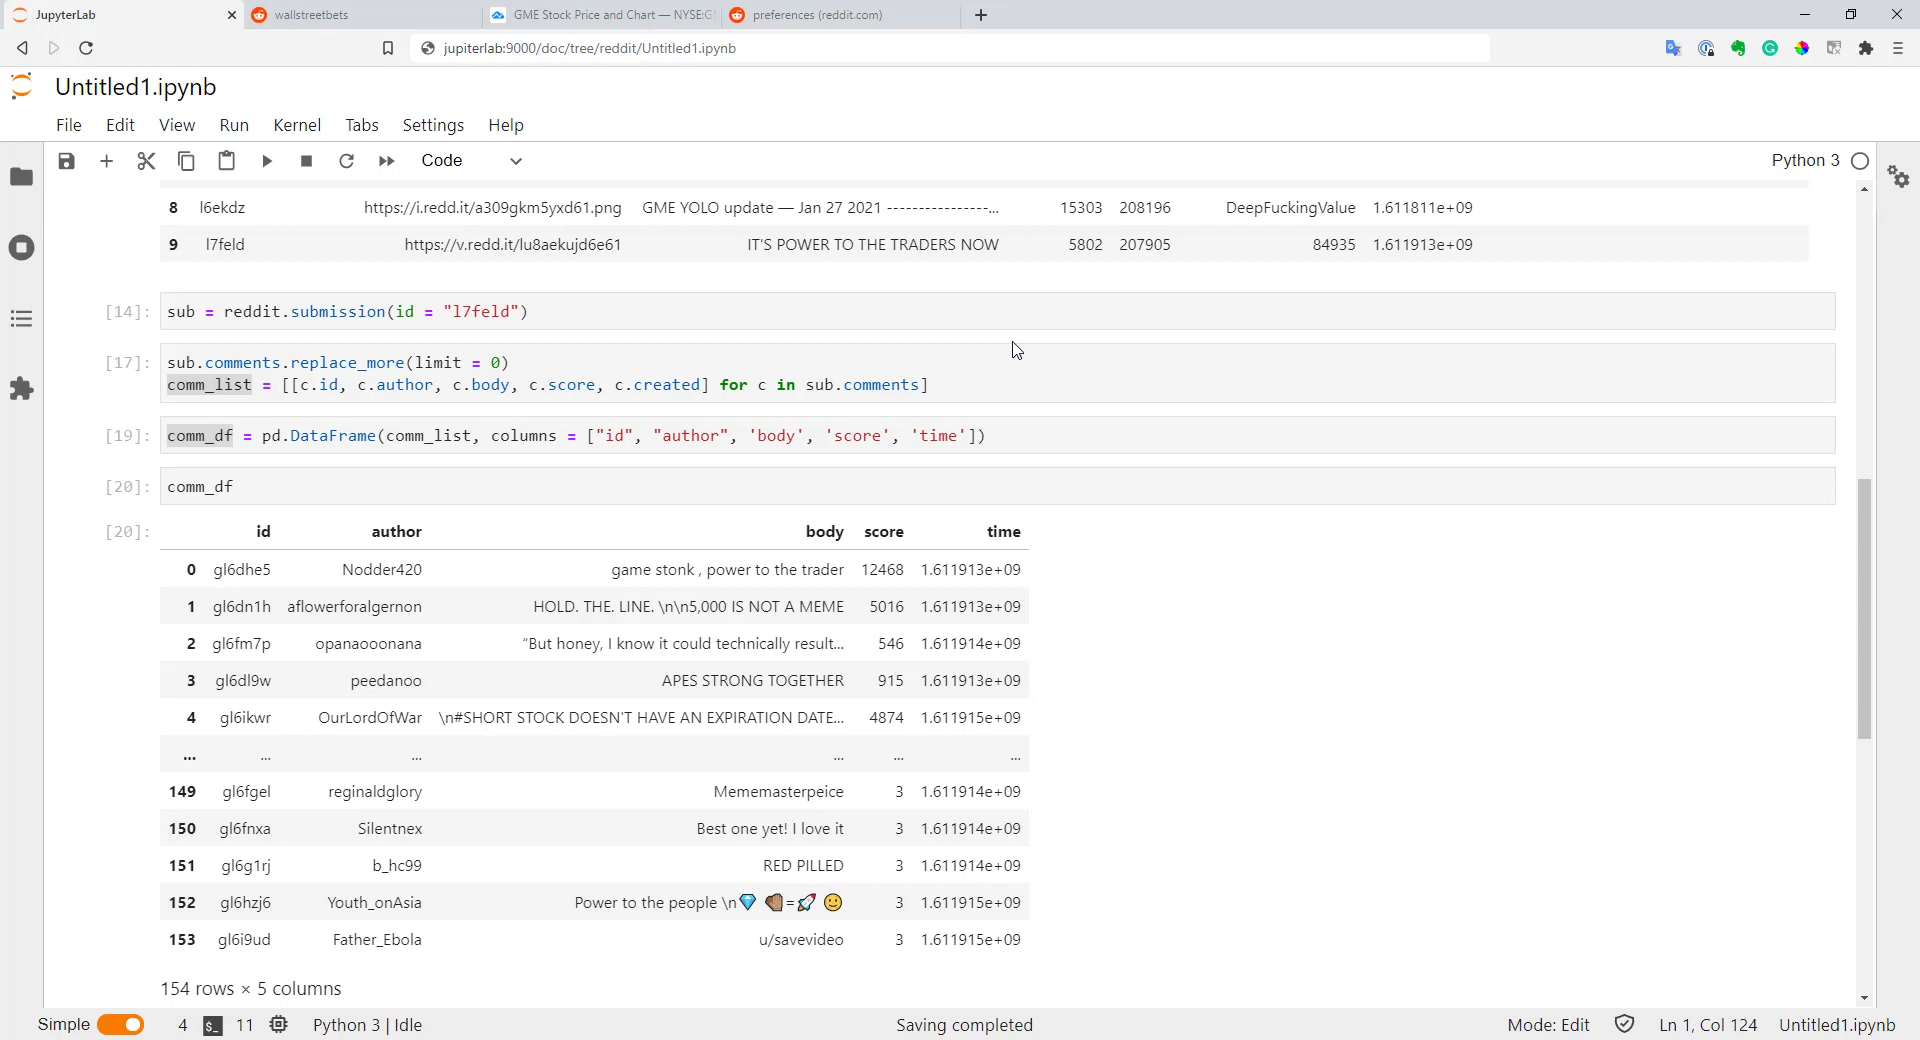 JupyterLab
wallstreetbets
GME Stock Price and Chart — NYSE:G
preferences (reddit.com)
jupiterlab:9000/doc/tree/reddit/Untitled1.ipynb
Untitled1.ipynb
File Edit View Run Kernel Tabs Settings Help
Code
Python 3
8 l6ekdz https://i.redd.it/a309gkm5yxd61.png GME YOLO update — Jan 27 2021 ----------------... 15303 208196 DeepFuckingValue 1.611811e+09
9 l7feld https://v.redd.it/lu8aekujd6e61 IT'S POWER TO THE TRADERS NOW 5802 207905 84935 1.611913e+09
[14]: sub = reddit.submission(id = "l7feld")
[17]: sub.comments.replace_more(limit = 0)
comm_list = [[c.id, c.author, c.body, c.score, c.created] for c in sub.comments]
[19]: comm_df = pd.DataFrame(comm_list, columns = ["id", "author", 'body', 'score', 'time'])
[20]: comm_df
[20]: id author body score time
0 gl6dhe5 Nodder420 game stonk , power to the trader 12468 1.611913e+09
1 gl6dn1h aflowerforalgernon HOLD. THE. LINE. \n\n5,000 IS NOT A MEME 5016 1.611913e+09
2 gl6fm7p opanaooonana “But honey, I know it could technically result... 546 1.611914e+09
3 gl6dl9w peedanoo APES STRONG TOGETHER 915 1.611913e+09
4 gl6ikwr OurLordOfWar \n#SHORT STOCK DOESN'T HAVE AN EXPIRATION DATE... 4874 1.611915e+09
... ... ... ... ... ...
149 gl6fgel reginaldglory Mememasterpeice 3 1.611914e+09
150 gl6fnxa Silentnex Best one yet! I love it 3 1.611914e+09
151 gl6g1rj b_hc99 RED PILLED 3 1.611914e+09
152 gl6hzj6 Youth_onAsia Power to the people \n💎 ✊🏾=🚀 🙂 3 1.611915e+09
153 gl6i9ud Father_Ebola u/savevideo 3 1.611915e+09
154 rows × 5 columns
Simple 4 $_ 11 Python 3 | Idle Saving completed Mode: Edit Ln 1, Col 124 Untitled1.ipynb